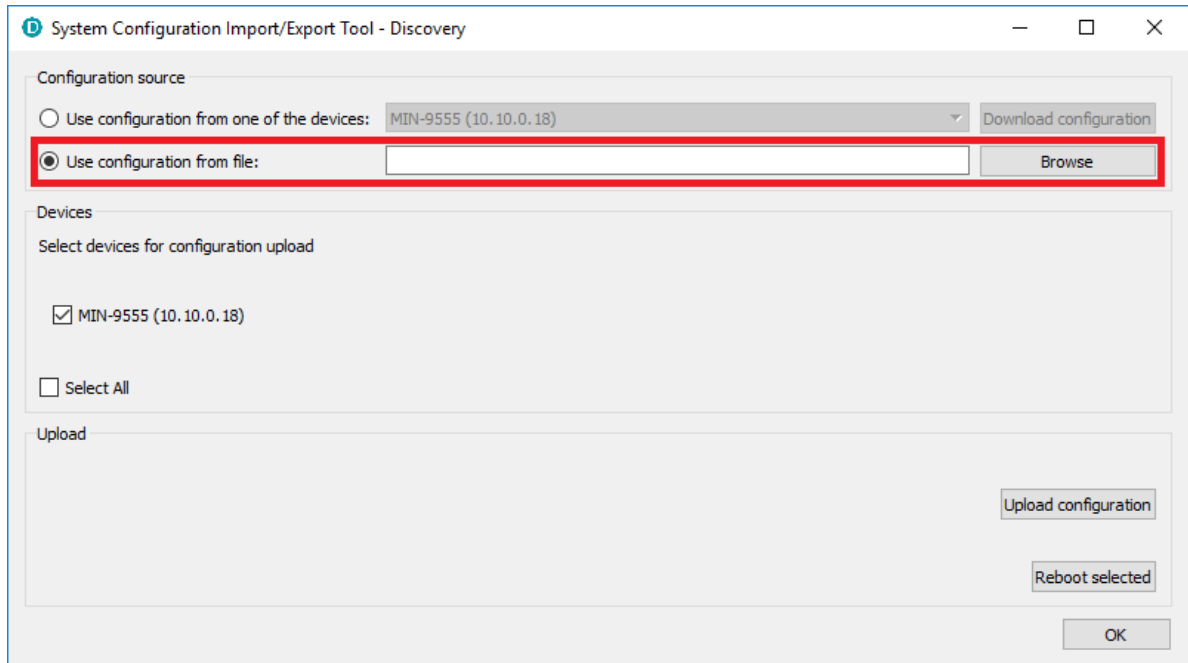 System Configuration Import/Export Tool - Discovery
Configuration source
Use configuration from one of the devices: MIN-9555 (10.10.0.18) Download configuration
Use configuration from file: Browse
Devices
Select devices for configuration upload
MIN-9555 (10.10.0.18)
Select All
Upload
Upload configuration
Reboot selected
OK